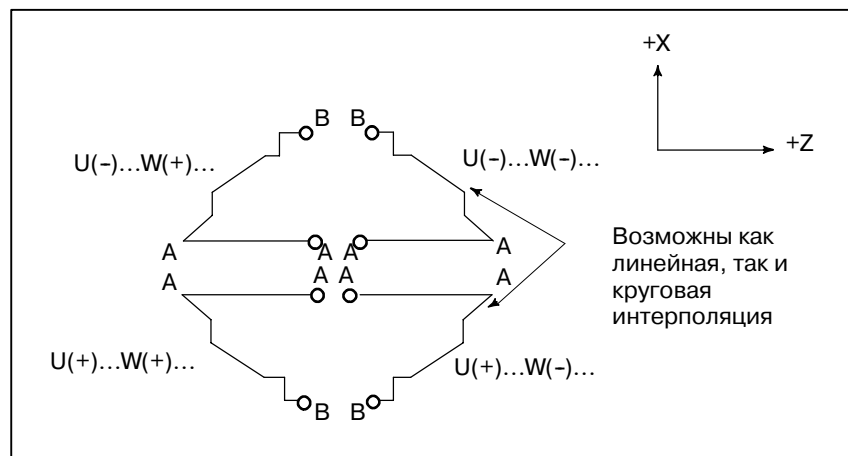 +X
B B
U(-)...W(+)... U(-)...W(-)... +Z
A A A A
A A A A
Возможны как
линейная, так и
круговая
интерполяция
U(+)...W(+)... U(+)...W(-)...
B B